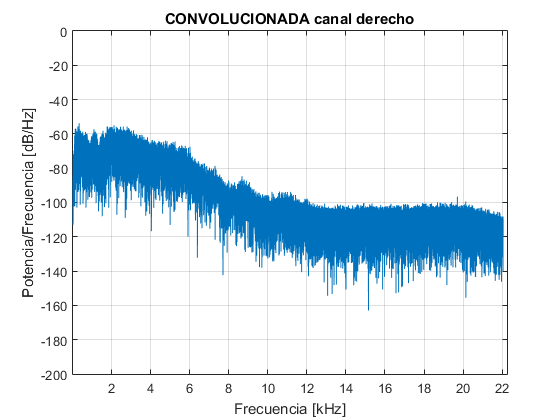 CONVOLUCIONADA canal derecho
0
-20
-40
-60
-80
-100
-120
-140
-160
-180
-200
Potencia/Frecuencia [dB/Hz]
2 4 6 8 10 12 14 16 18 20 22
Frecuencia [kHz]